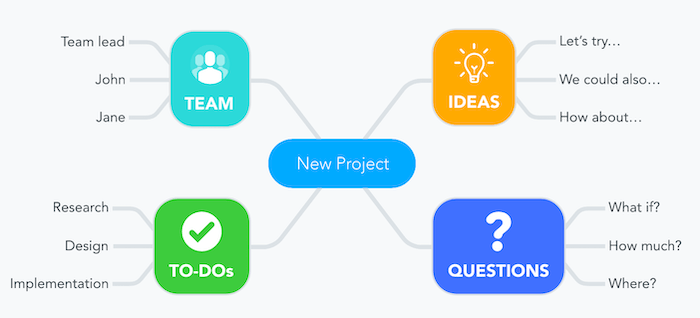 Team lead
John
Jane
TEAM
IDEAS
Let's try…
We could also…
How about…
New Project
Research
Design
Implementation
TO-DOs
QUESTIONS
What if?
How much?
Where?